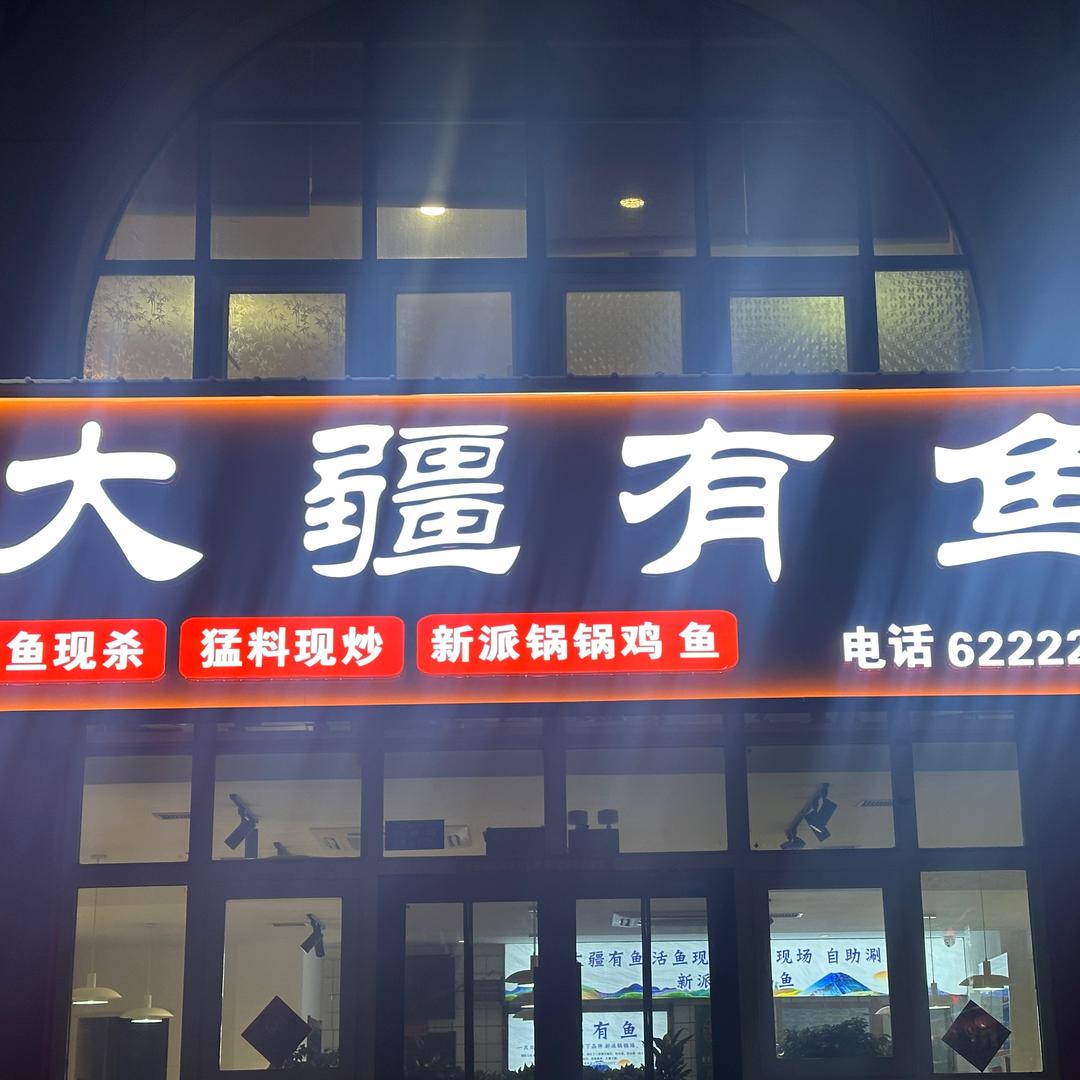 大疆有鱼
鱼现杀 猛料现炒 新派锅锅鸡 鱼
电话 62222
大疆有鱼 活鱼现 现场 自助涮
新派 鱼
有鱼